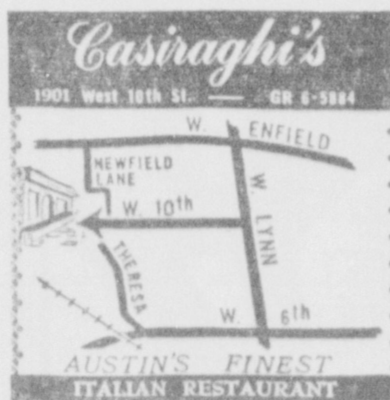 Casiraghi's
1901 West 10th St. — GR 6-5884
W. ENFIELD
NEWFIELD
LANE
W. 10th
W. LYNN
THERESA
W. 6th
AUSTIN'S FINEST
ITALIAN RESTAURANT